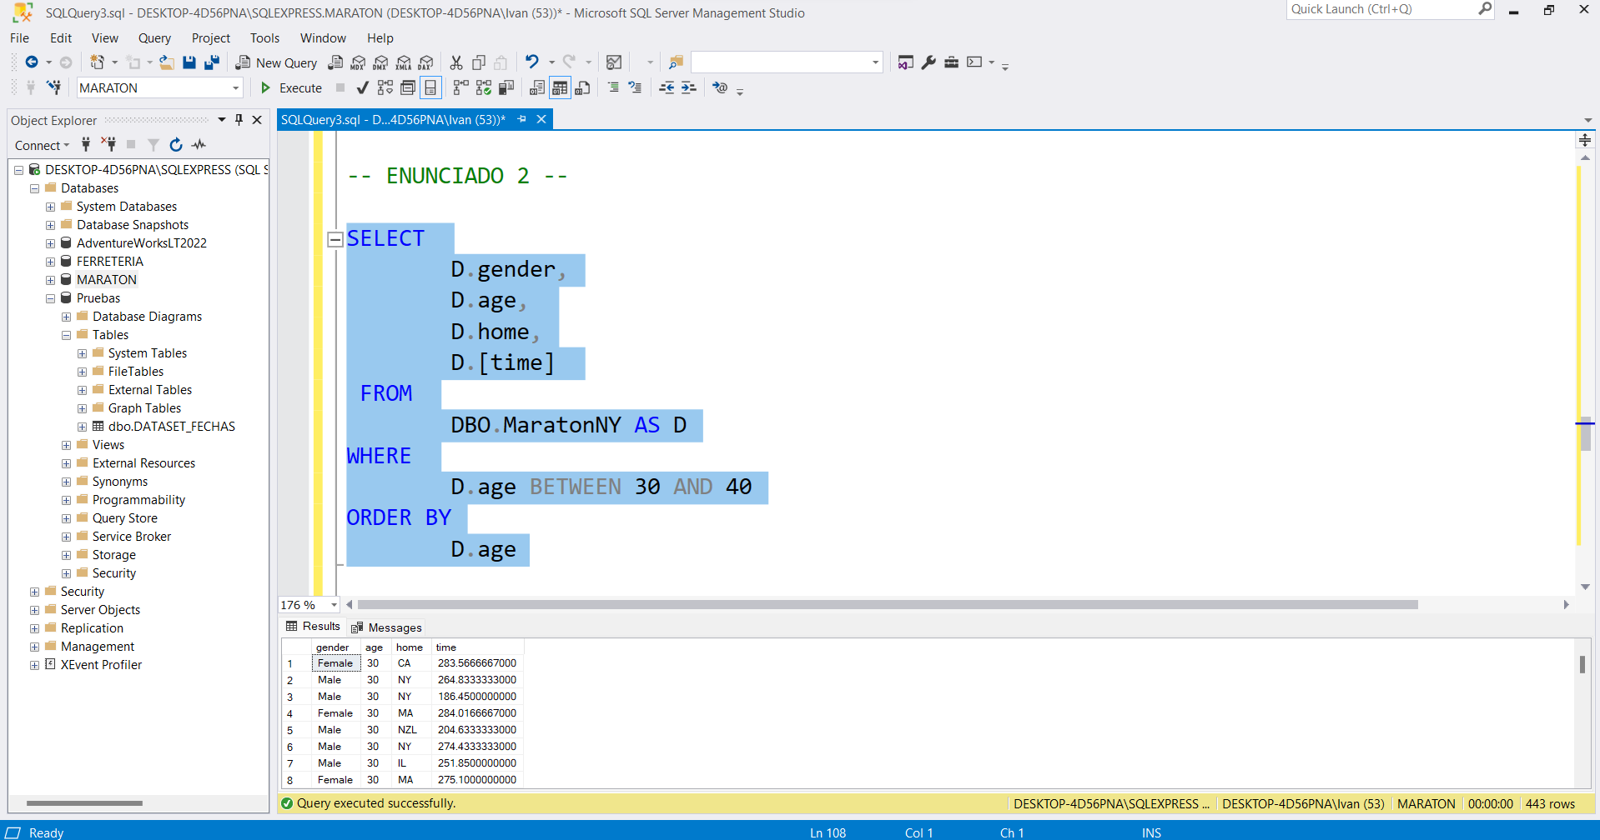 SQLQuery3.sql - DESKTOP-4D56PNA\SQLEXPRESS.MARATON (DESKTOP-4D56PNA\Ivan (53))* - Microsoft SQL Server Management Studio
Quick Launch (Ctrl+Q)
File Edit View Query Project Tools Window Help
New Query MDX DMX XMLA DAX
MARATON Execute
Object Explorer
SQLQuery3.sql - D...4D56PNA\Ivan (53))*
Connect
DESKTOP-4D56PNA\SQLEXPRESS (SQL S
Databases
System Databases
Database Snapshots
AdventureWorksLT2022
FERRETERIA
MARATON
Pruebas
Database Diagrams
Tables
System Tables
FileTables
External Tables
Graph Tables
dbo.DATASET_FECHAS
Views
External Resources
Synonyms
Programmability
Query Store
Service Broker
Storage
Security
Security
Server Objects
Replication
Management
XEvent Profiler
-- ENUNCIADO 2 --
SELECT
D.gender,
D.age,
D.home,
D.[time]
FROM
DBO.MaratonNY AS D
WHERE
D.age BETWEEN 30 AND 40
ORDER BY
D.age
176 %
Results Messages
gender age home time
1 Female 30 CA 283.5666667000
2 Male 30 NY 264.8333333000
3 Male 30 NY 186.4500000000
4 Female 30 MA 284.0166667000
5 Male 30 NZL 204.6333333000
6 Male 30 NY 274.4333333000
7 Male 30 IL 251.8500000000
8 Female 30 MA 275.1000000000
Query executed successfully. DESKTOP-4D56PNA\SQLEXPRESS ... DESKTOP-4D56PNA\Ivan (53) MARATON 00:00:00 443 rows
Ready Ln 108 Col 1 Ch 1 INS